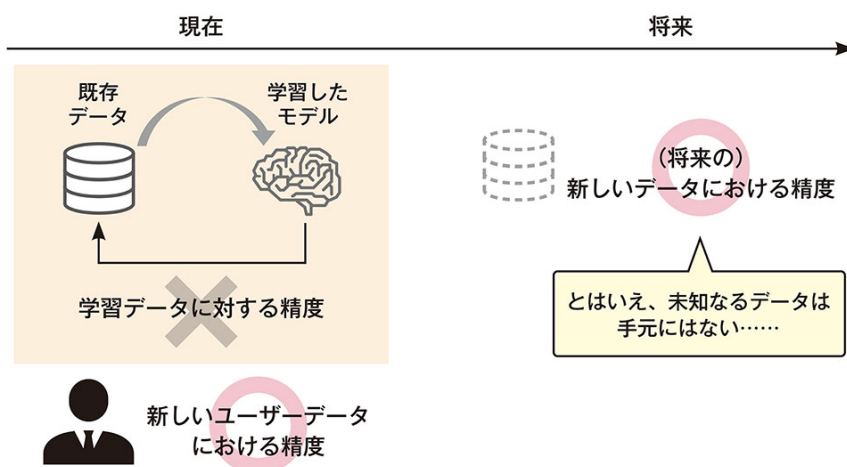 現在
将来
既存
データ
学習した
モデル
学習データに対する精度
(将来の)
新しいデータにおける精度
とはいえ、未知なるデータは
手元にはない……
新しいユーザーデータ
における精度